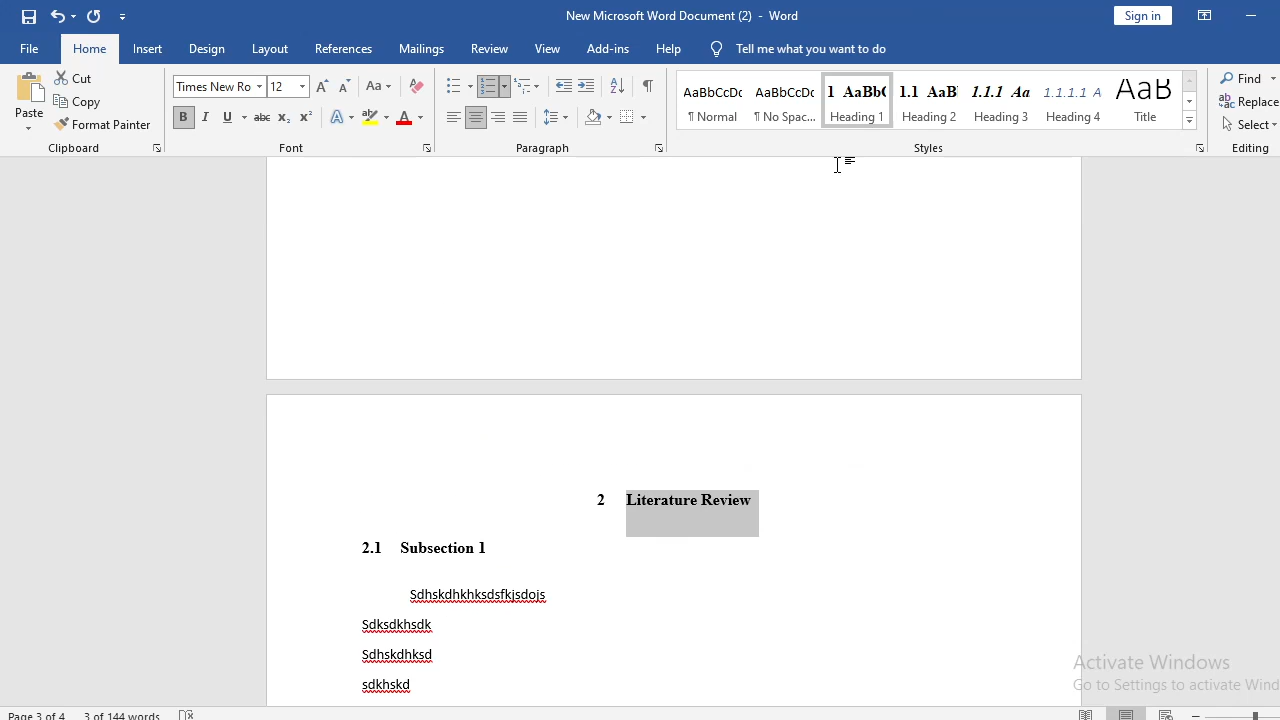 New Microsoft Word Document (2) - Word
Sign in
File Home Insert Design Layout References Mailings Review View Add-ins Help Tell me what you want to do
Paste
Cut
Copy
Format Painter
Clipboard
Times New Ro 12
Aa
B I U abc x₂ x²
A A
Font
Paragraph
AaBbCcDc AaBbCcDc 1 AaBb( 1.1 AaB 1.1.1 Aa 1.1.1.1 A AaB
¶ Normal ¶ No Spac... Heading 1 Heading 2 Heading 3 Heading 4 Title
Styles
Find
Replace
Select
Editing
2 Literature Review
2.1 Subsection 1
Sdhskdhkhksdsfkjsdojs
Sdksdkhsdk
Sdhskdhksd
sdkhskd
Activate Windows
Go to Settings to activate Wind
Page 3 of 4 3 of 144 words